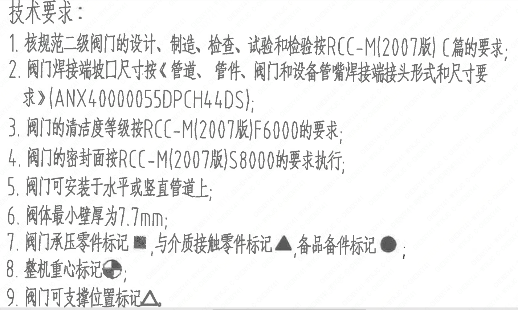 技术要求：
1. 核规范二级阀门的设计、制造、检查、试验和检验按RCC-M(2007版) C篇的要求;
2. 阀门焊接端坡口尺寸按《管道、管件、阀门和设备管嘴焊接端接头形式和尺寸要
求》(ANX40000055DPCH44DS);
3. 阀门的清洁度等级按RCC-M(2007版)F6000的要求;
4. 阀门的密封面按RCC-M(2007版)S8000的要求执行;
5. 阀门可安装于水平或竖直管道上;
6. 阀体最小壁厚为7.7mm;
7. 阀门承压零件标记 ■ ,与介质接触零件标记▲,备品备件标记 ● ;
8. 整机重心标记
9. 阀门可支撑位置标记△.